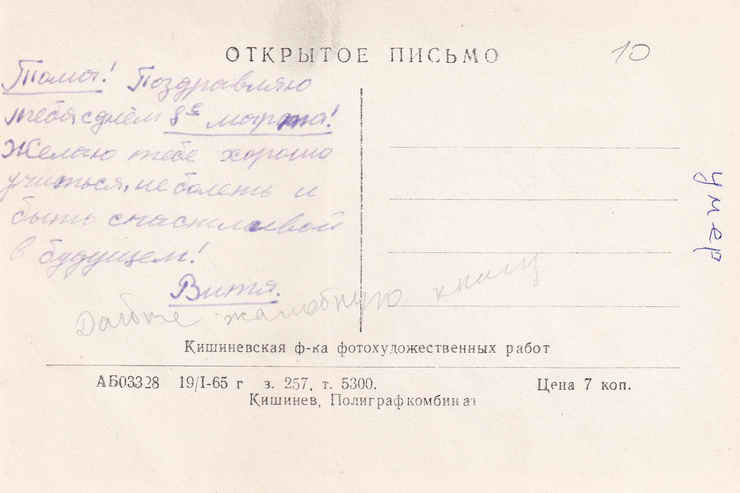 ОТКРЫТОЕ ПИСЬМО
10
Тома! Поздравляю
тебя с днём 8е марта!
Желаю тебе хорошо
учиться, не болеть и
быть счастливой
в будущем!
Витя.
умер
Дайте жалобную книгу
Кишиневская ф-ка фотохудожественных работ
АБ03328 19/I-65 г з. 257, т. 5300. Цена 7 коп.
Кишинев, Полиграфкомбинат